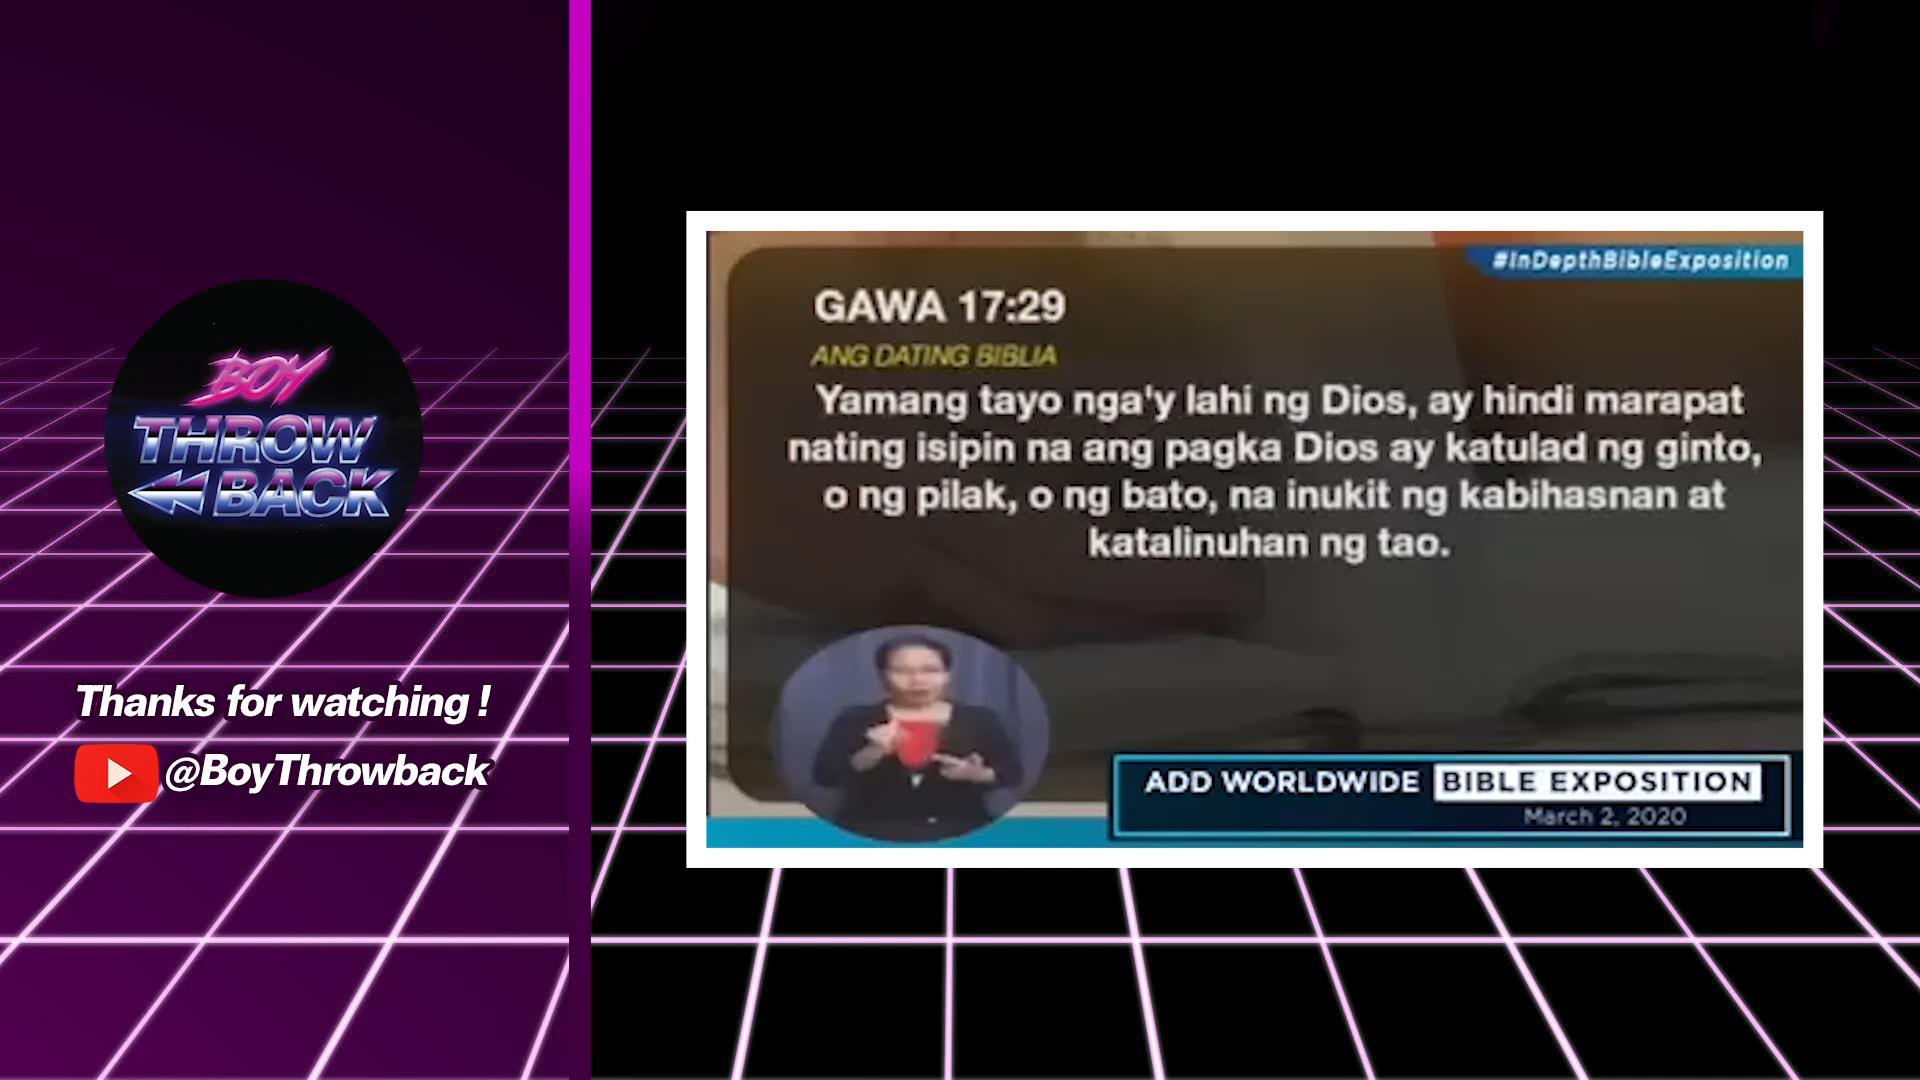 BOY
THROW
BACK
Thanks for watching !
@BoyThrowback
#InDepthBibleExposition
GAWA 17:29
ANG DATING BIBLIA
Yamang tayo nga'y lahi ng Dios, ay hindi marapat
nating isipin na ang pagka Dios ay katulad ng ginto,
o ng pilak, o ng bato, na inukit ng kabihasnan at
katalinuhan ng tao.
ADD WORLDWIDE BIBLE EXPOSITION
March 2, 2020